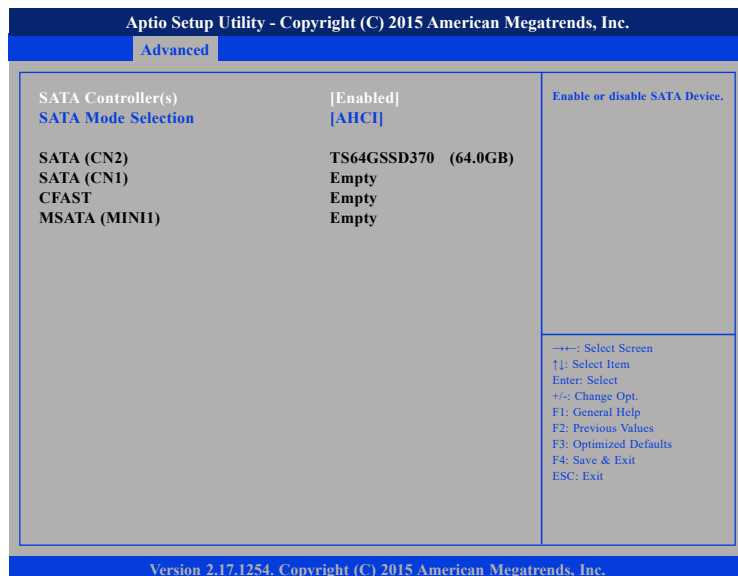 Aptio Setup Utility - Copyright (C) 2015 American Megatrends, Inc.
Advanced
SATA Controller(s) [Enabled]
SATA Mode Selection [AHCI]
SATA (CN2) TS64GSSD370 (64.0GB)
SATA (CN1) Empty
CFAST Empty
MSATA (MINI1) Empty
Enable or disable SATA Device.
→←: Select Screen
↑↓: Select Item
Enter: Select
+/-: Change Opt.
F1: General Help
F2: Previous Values
F3: Optimized Defaults
F4: Save & Exit
ESC: Exit
Version 2.17.1254. Copyright (C) 2015 American Megatrends, Inc.